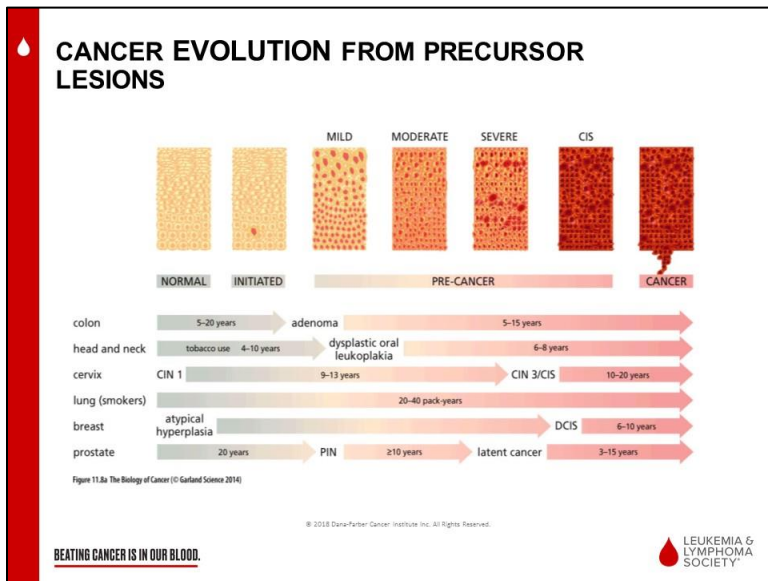 CANCER EVOLUTION FROM PRECURSOR
LESIONS
MILD MODERATE SEVERE CIS
NORMAL INITIATED PRE-CANCER CANCER
colon 5–20 years adenoma 5–15 years
head and neck tobacco use 4–10 years dysplastic oral
leukoplakia 6–8 years
cervix CIN 1 9–13 years CIN 3/CIS 10–20 years
lung (smokers) 20–40 pack-years
breast atypical
hyperplasia DCIS 6–10 years
prostate 20 years PIN ≥10 years latent cancer 3–15 years
Figure 11.8a The Biology of Cancer (© Garland Science 2014)
© 2018 Dana-Farber Cancer Institute Inc. All Rights Reserved.
BEATING CANCER IS IN OUR BLOOD.
LEUKEMIA &
LYMPHOMA
SOCIETY®